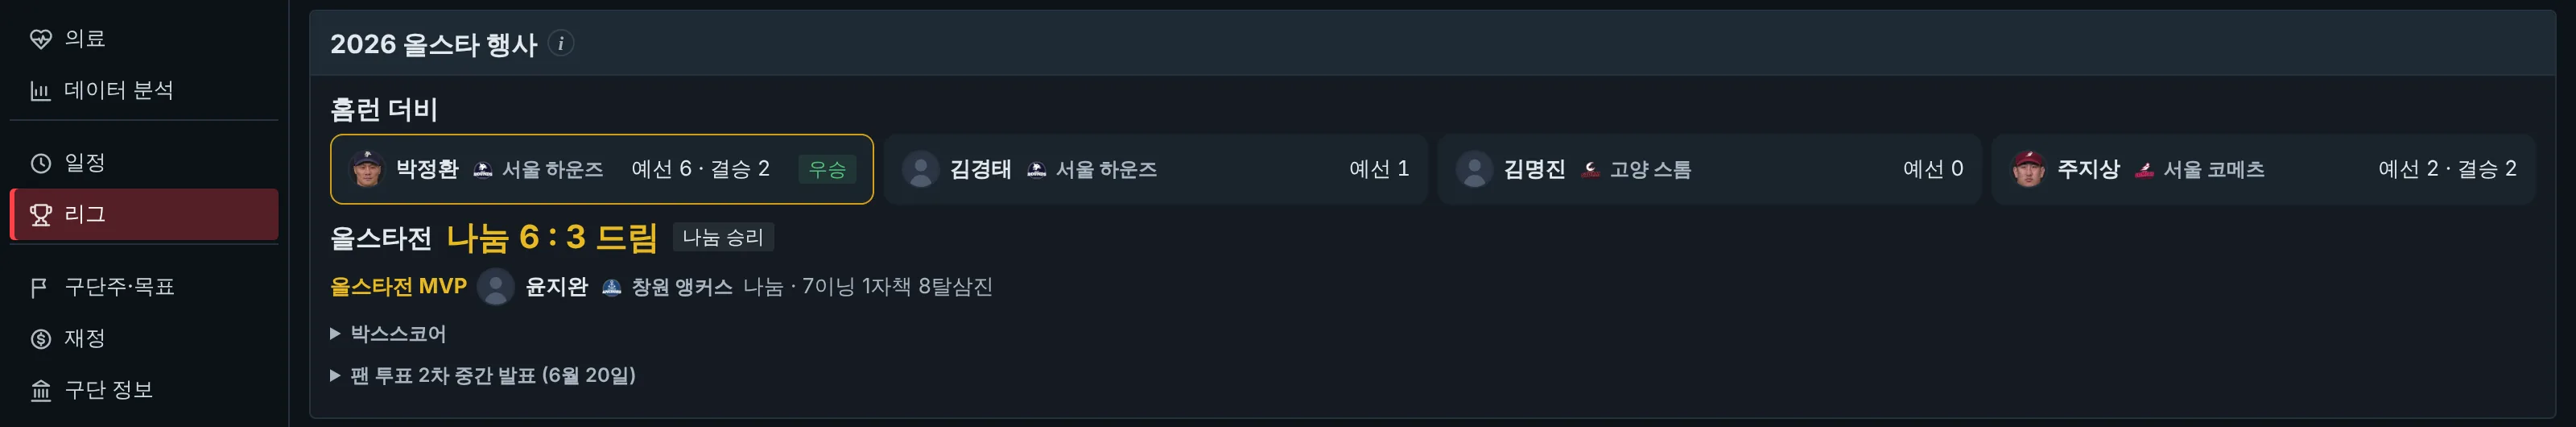 의료
데이터 분석
일정
리그
구단주·목표
재정
구단 정보
2026 올스타 행사 i
홈런 더비
박정환 서울 하운즈 예선 6 · 결승 2 우승
김경태 서울 하운즈 예선 1
김명진 고양 스톰 예선 0
주지상 서울 코메츠 예선 2 · 결승 2
올스타전 나눔 6 : 3 드림 나눔 승리
올스타전 MVP 윤지완 창원 앵커스 나눔 · 7이닝 1자책 8탈삼진
▶ 박스스코어
▶ 팬 투표 2차 중간 발표 (6월 20일)